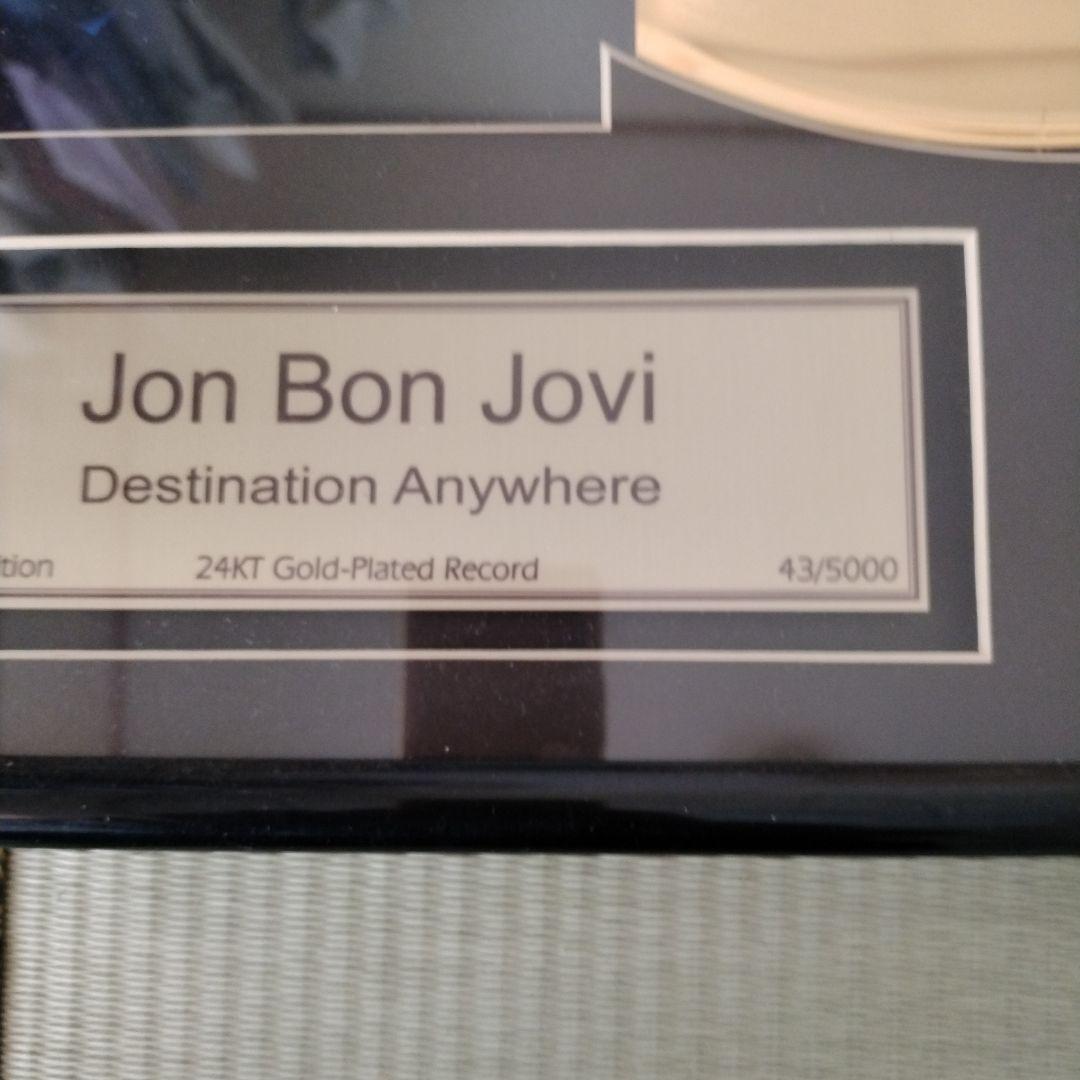 Jon Bon Jovi
Destination Anywhere
24KT Gold-Plated Record 43/5000